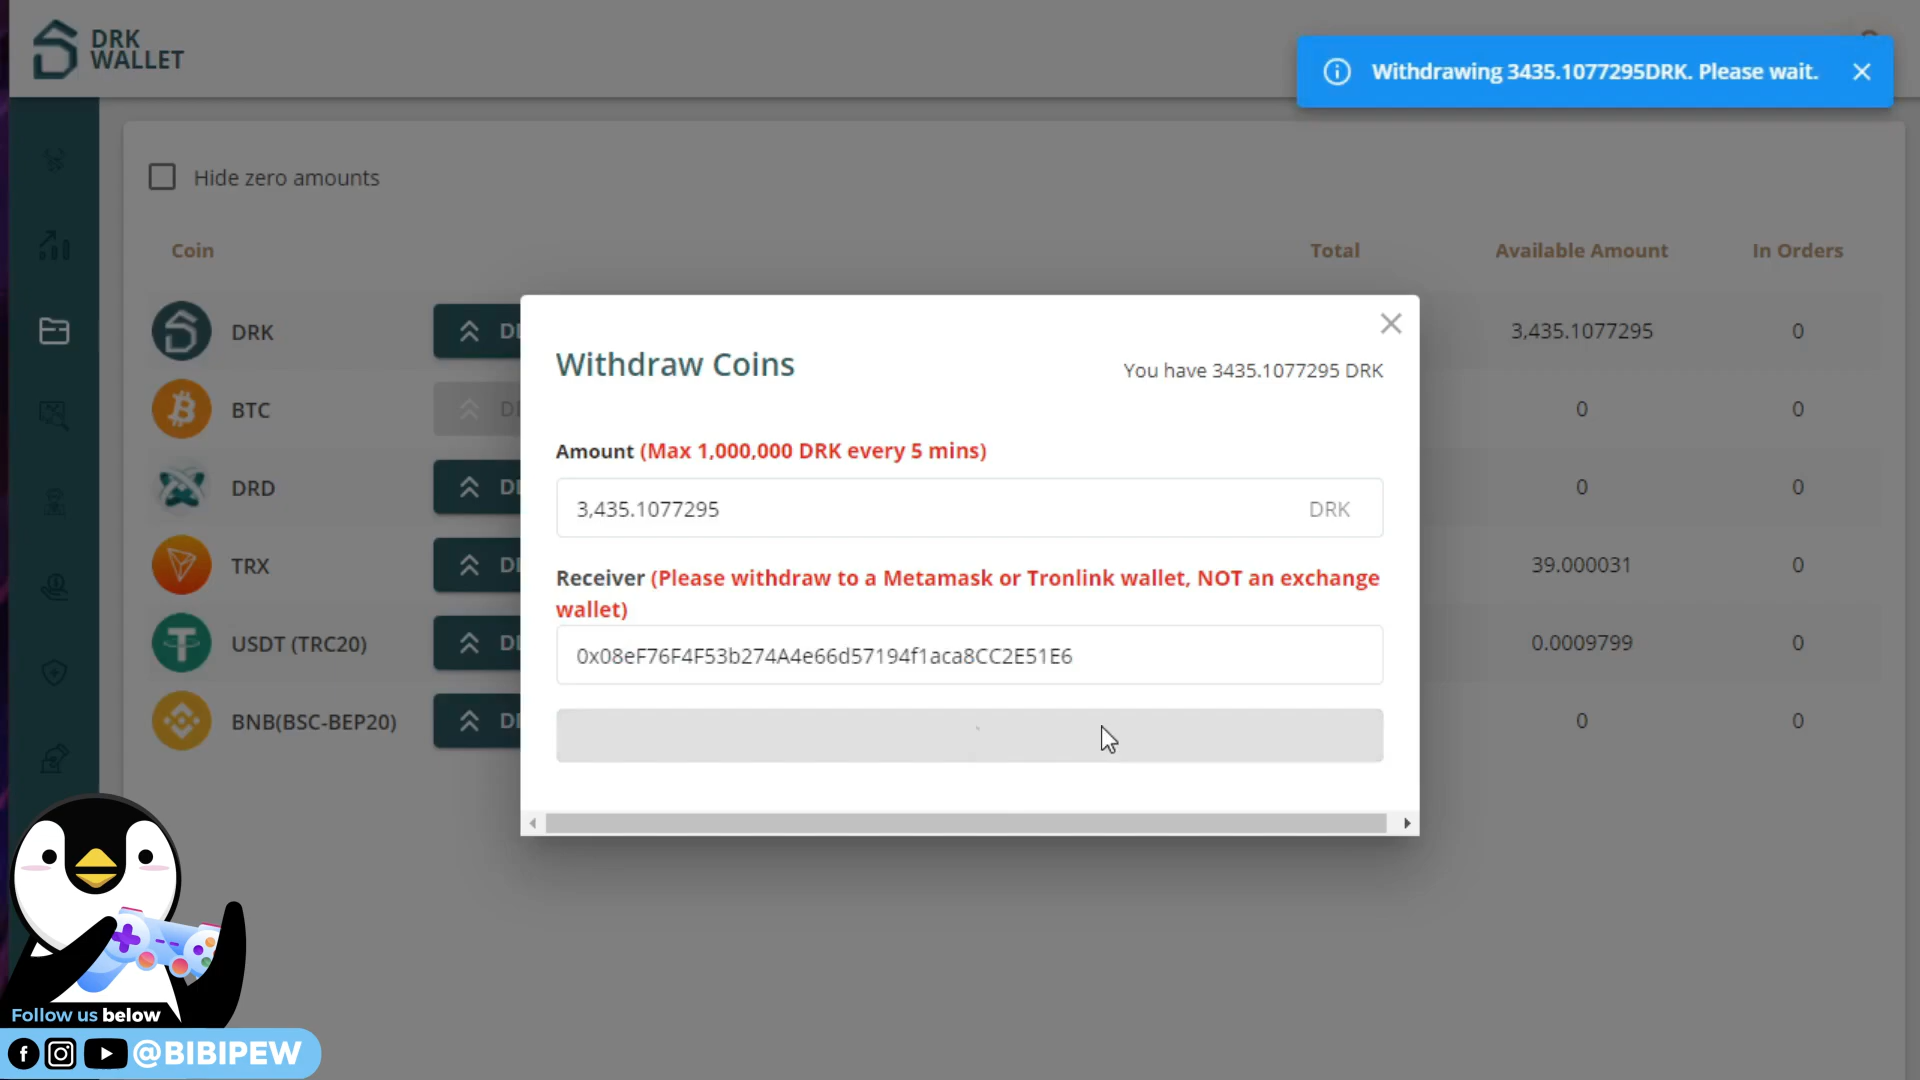 DRK
WALLET
Withdrawing 3435.1077295DRK. Please wait.
Hide zero amounts
Coin
Total
Available Amount
In Orders
DRK
3,435.1077295
0
BTC
0
0
DRD
0
0
TRX
39.000031
0
USDT (TRC20)
0.0009799
0
BNB(BSC-BEP20)
0
0
Withdraw Coins
You have 3435.1077295 DRK
Amount (Max 1,000,000 DRK every 5 mins)
3,435.1077295
DRK
Receiver (Please withdraw to a Metamask or Tronlink wallet, NOT an exchange
wallet)
0x08eF76F4F53b274A4e66d57194f1aca8CC2E51E6
Follow us below
@BIBIPEW